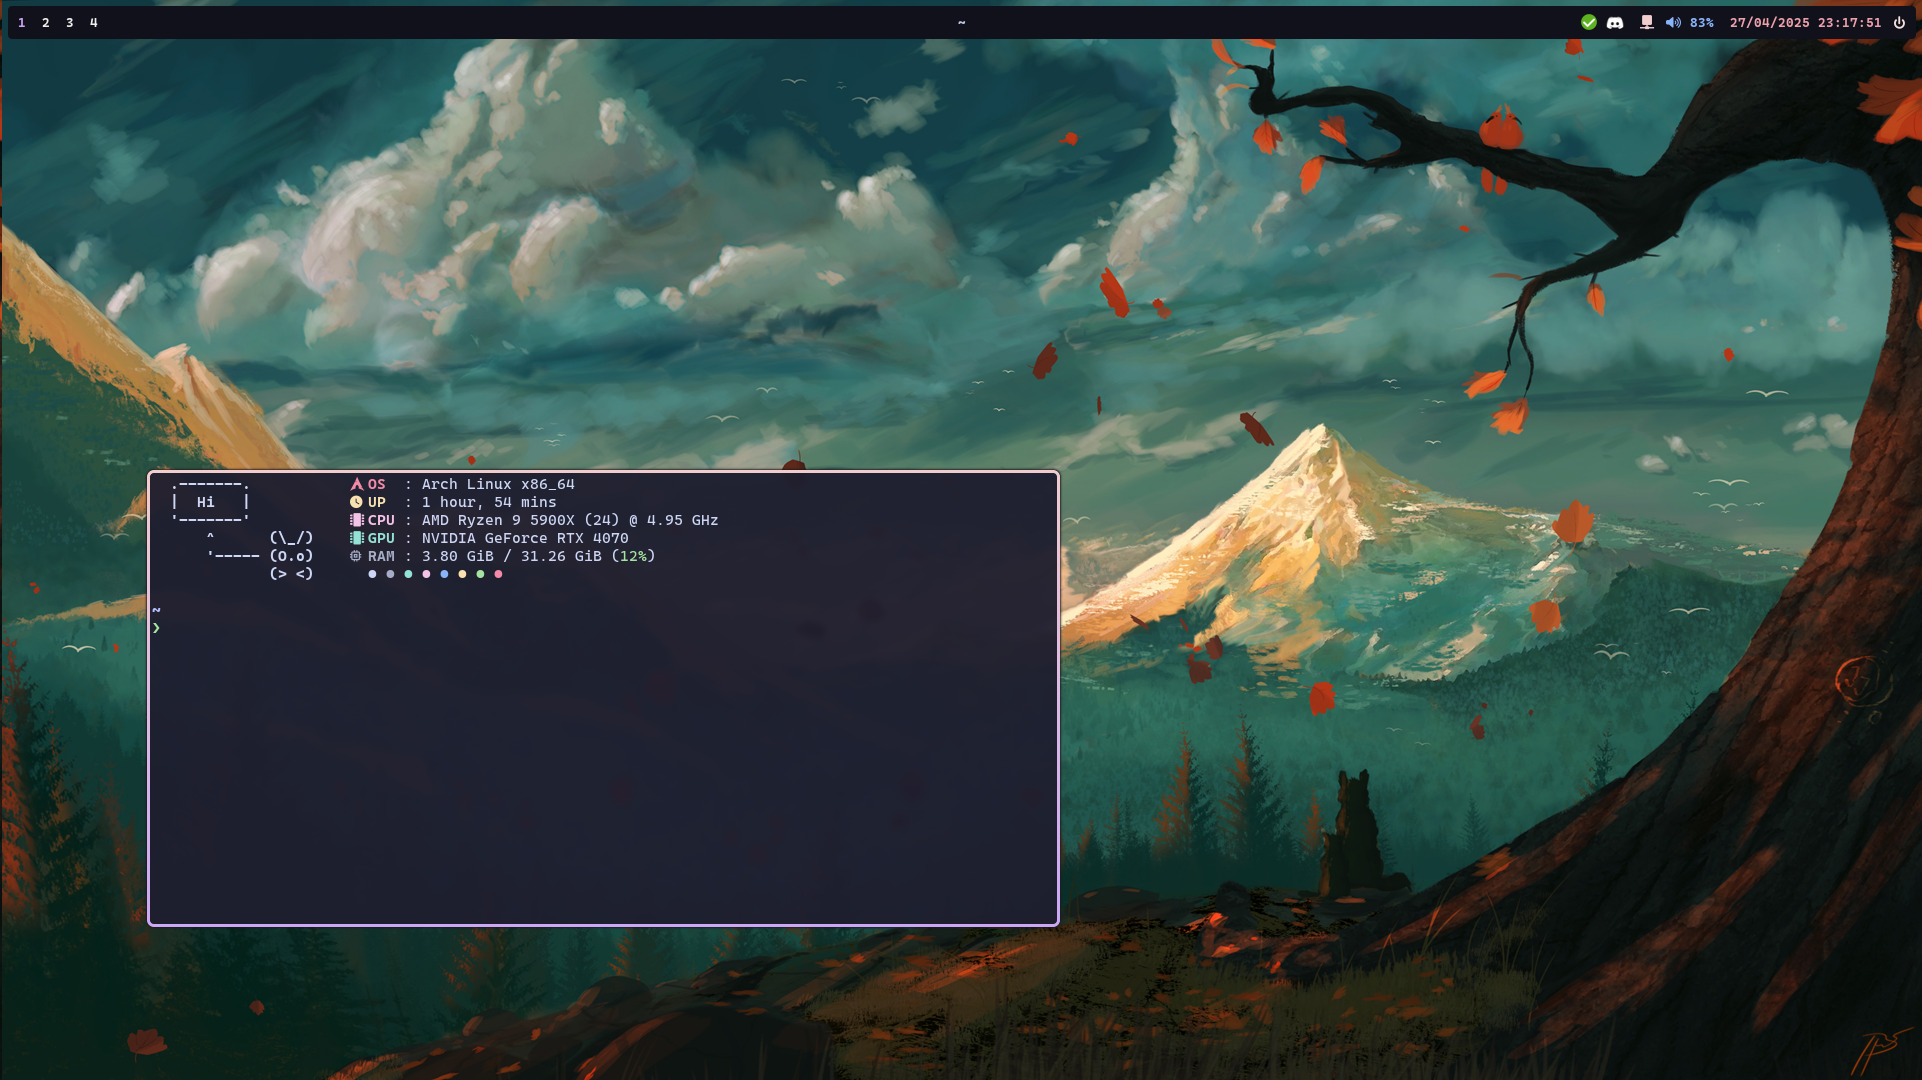 1 2 3 4
~
83% 27/04/2025 23:17:51
.-------.
| Hi |
'-------'
^ (\_/)
'----- (O.o)
(> <)
OS : Arch Linux x86_64
UP : 1 hour, 54 mins
CPU : AMD Ryzen 9 5900X (24) @ 4.95 GHz
GPU : NVIDIA GeForce RTX 4070
RAM : 3.80 GiB / 31.26 GiB (12%)
~
❯